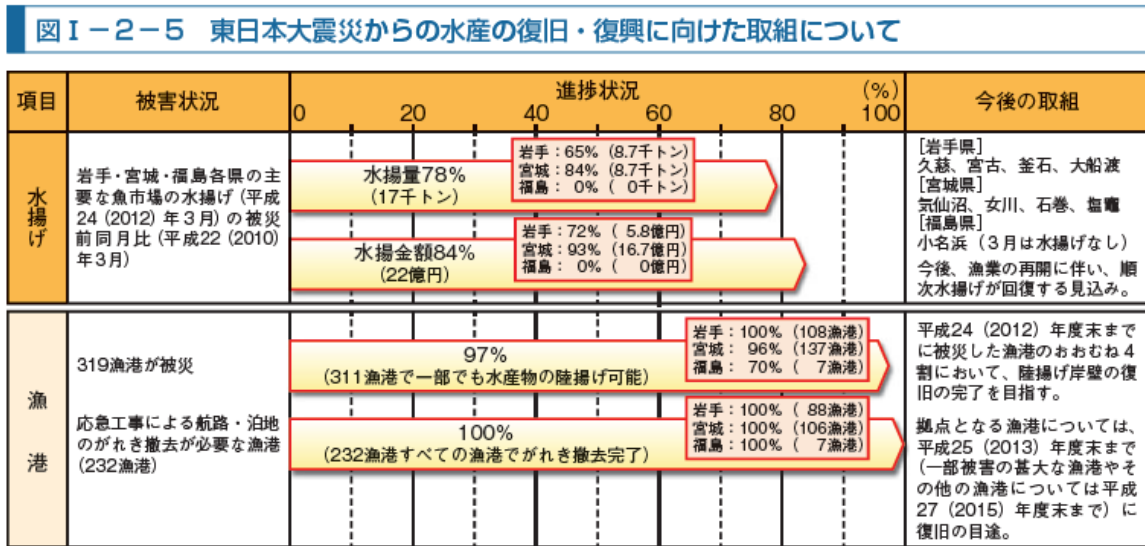 図Ⅰ－2－5 東日本大震災からの水産の復旧・復興に向けた取組について
項目
被害状況
進捗状況
(%)
0 20 40 60 80 100
今後の取組
水揚げ
岩手・宮城・福島各県の主
要な魚市場の水揚げ（平成
24（2012）年３月）の被災
前同月比（平成22（2010）
年３月）
水揚量78%
(17千トン)
岩手：65% (8.7千トン)
宮城：84% (8.7千トン)
福島： 0% ( 0千トン)
水揚金額84%
(22億円)
岩手：72% ( 5.8億円)
宮城：93% (16.7億円)
福島： 0% ( 0億円)
［岩手県］
久慈、宮古、釜石、大船渡
［宮城県］
気仙沼、女川、石巻、塩竈
［福島県］
小名浜（３月は水揚げなし）
今後、漁業の再開に伴い、順
次水揚げが回復する見込み。
漁港
319漁港が被災
97%
(311漁港で一部でも水産物の陸揚げ可能)
岩手：100% (108漁港)
宮城： 96% (137漁港)
福島： 70% ( 7漁港)
応急工事による航路・泊地
のがれき撤去が必要な漁港
(232漁港)
100%
(232漁港すべての漁港でがれき撤去完了)
岩手：100% ( 88漁港)
宮城：100% (106漁港)
福島：100% ( 7漁港)
平成24（2012）年度末まで
に被災した漁港のおおむね４
割において、陸揚げ岸壁の復
旧の完了を目指す。
拠点となる漁港については、
平成25（2013）年度末まで
（一部被害の甚大な漁港やそ
の他の漁港については平成
27（2015）年度末まで）に
復旧の目途。